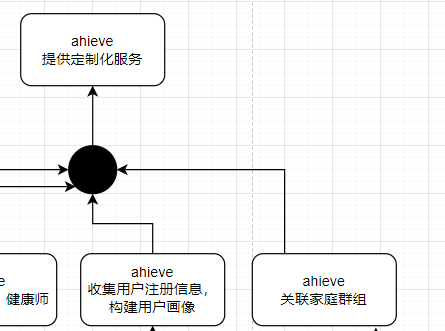 ahieve
提供定制化服务
e
健康师
ahieve
收集用户注册信息，
构建用户画像
ahieve
关联家庭群组